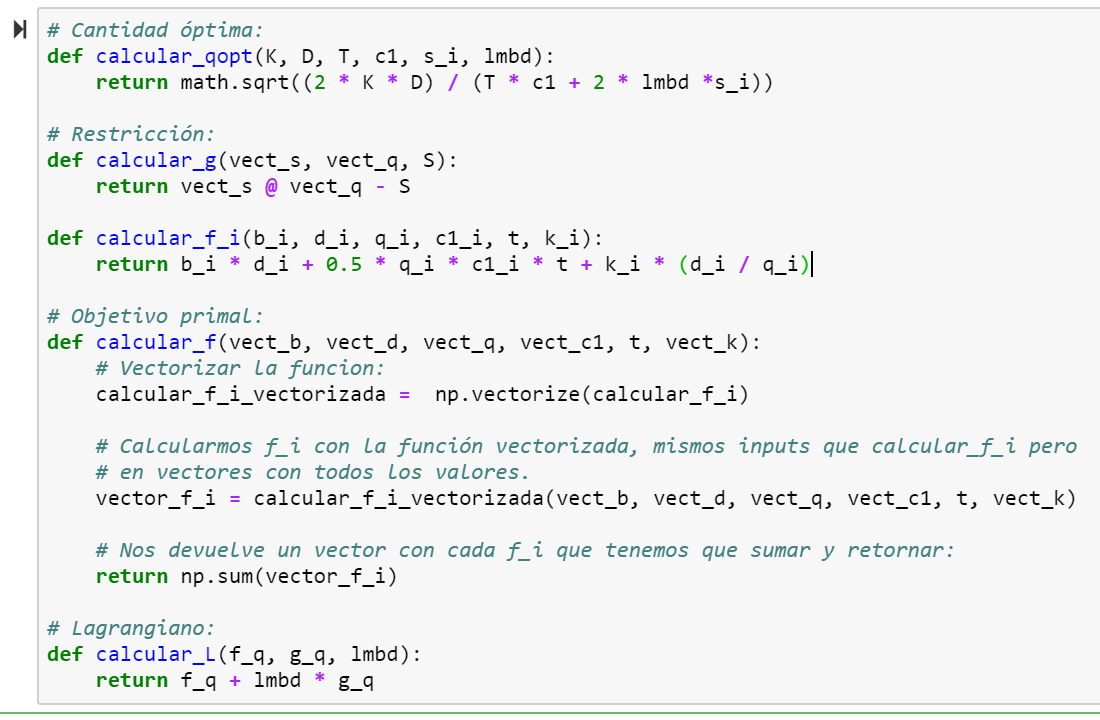 # Cantidad óptima:
def calcular_qopt(K, D, T, c1, s_i, lmbd):
    return math.sqrt((2 * K * D) / (T * c1 + 2 * lmbd *s_i))

# Restricción:
def calcular_g(vect_s, vect_q, S):
    return vect_s @ vect_q - S

def calcular_f_i(b_i, d_i, q_i, c1_i, t, k_i):
    return b_i * d_i + 0.5 * q_i * c1_i * t + k_i * (d_i / q_i)

# Objetivo primal:
def calcular_f(vect_b, vect_d, vect_q, vect_c1, t, vect_k):
    # Vectorizar la funcion:
    calcular_f_i_vectorizada =  np.vectorize(calcular_f_i)

    # Calcularmos f_i con la función vectorizada, mismos inputs que calcular_f_i pero
    # en vectores con todos los valores.
    vector_f_i = calcular_f_i_vectorizada(vect_b, vect_d, vect_q, vect_c1, t, vect_k)

    # Nos devuelve un vector con cada f_i que tenemos que sumar y retornar:
    return np.sum(vector_f_i)

# Lagrangiano:
def calcular_L(f_q, g_q, lmbd):
    return f_q + lmbd * g_q